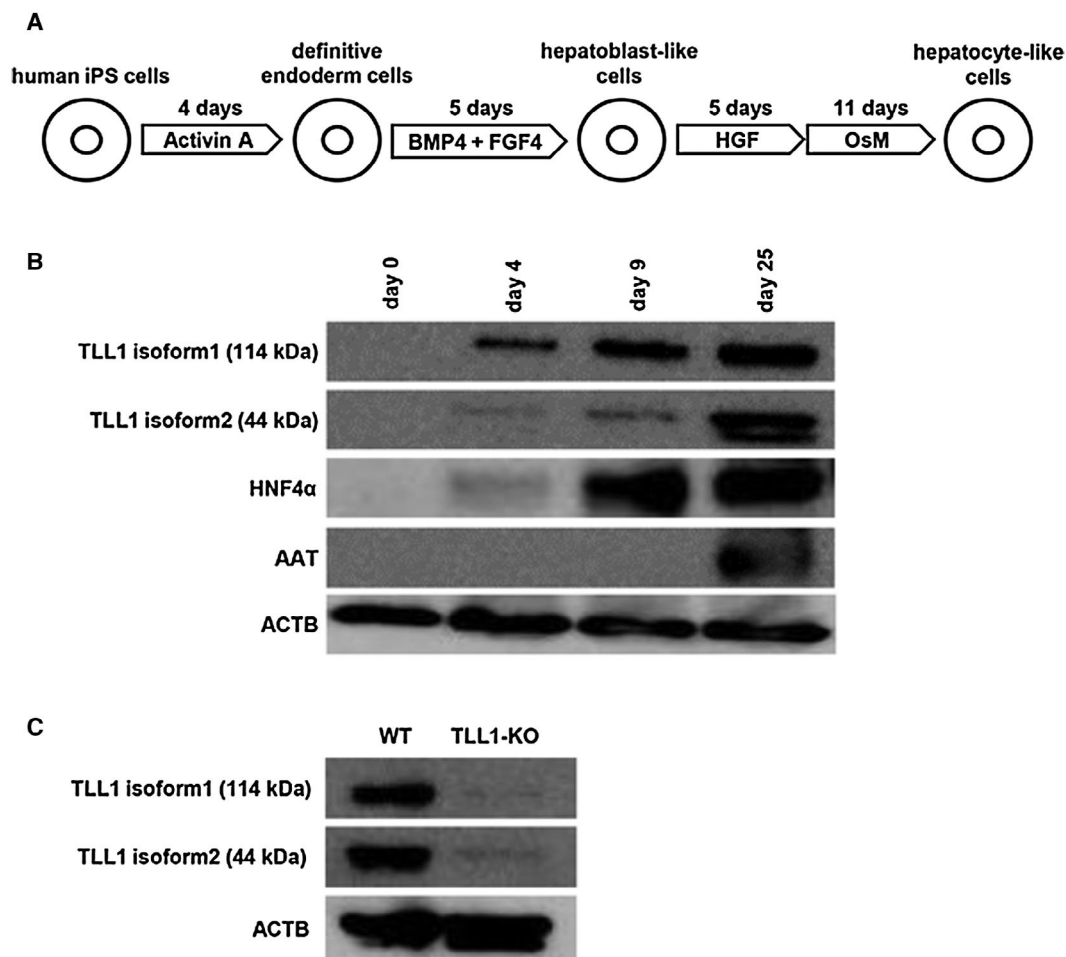 A
human iPS cells
4 days
Activin A
definitive
endoderm cells
5 days
BMP4 + FGF4
hepatoblast-like
cells
5 days
HGF
11 days
OsM
hepatocyte-like
cells
B
day 0
day 4
day 9
day 25
TLL1 isoform1 (114 kDa)
TLL1 isoform2 (44 kDa)
HNF4α
AAT
ACTB
C
WT TLL1-KO
TLL1 isoform1 (114 kDa)
TLL1 isoform2 (44 kDa)
ACTB